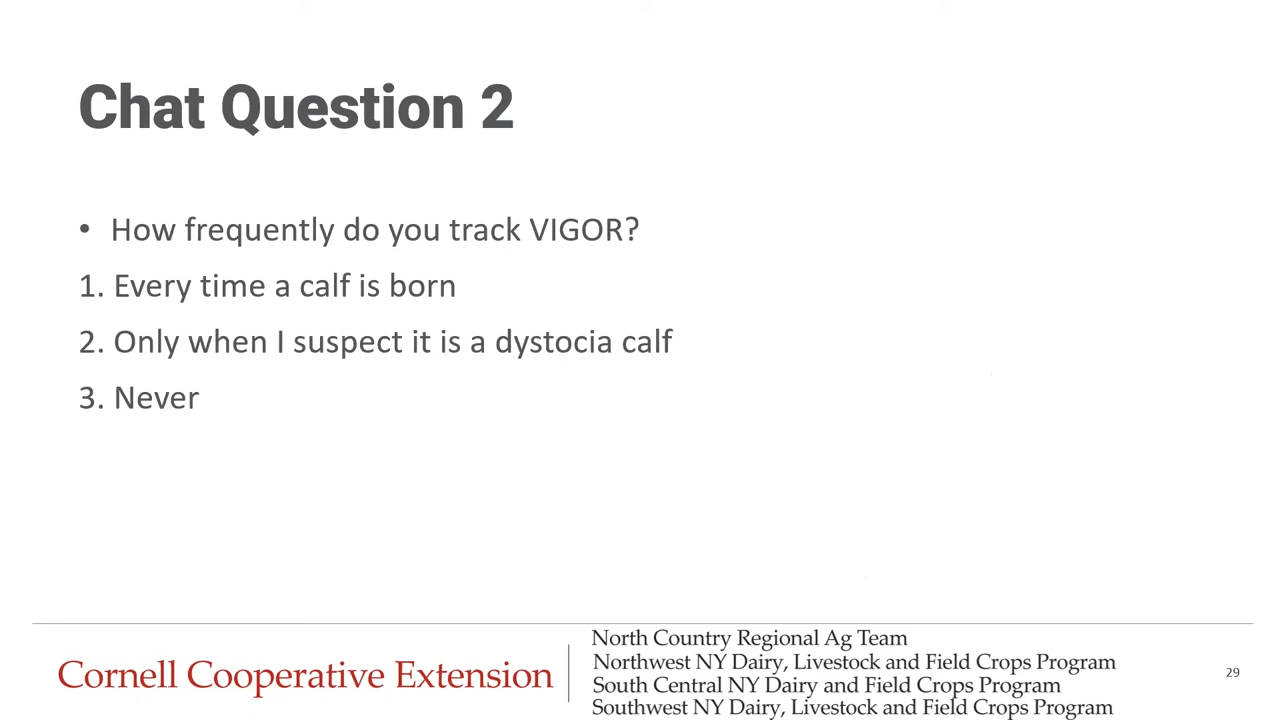 Chat Question 2
• How frequently do you track VIGOR?
1. Every time a calf is born
2. Only when I suspect it is a dystocia calf
3. Never
Cornell Cooperative Extension
North Country Regional Ag Team
Northwest NY Dairy, Livestock and Field Crops Program
South Central NY Dairy and Field Crops Program
Southwest NY Dairy, Livestock and Field Crops Program
29